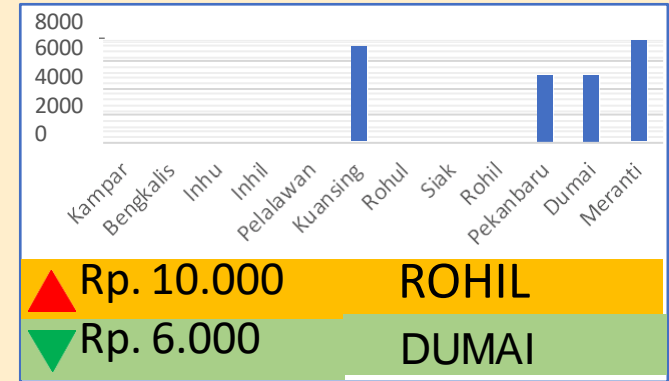 8000
6000
4000
2000
0
Kampar
Bengkalis
Inhu
Inhil
Pelalawan
Kuansing
Rohul
Siak
Rohil
Pekanbaru
Dumai
Meranti
Rp. 10.000 ROHIL
Rp. 6.000 DUMAI